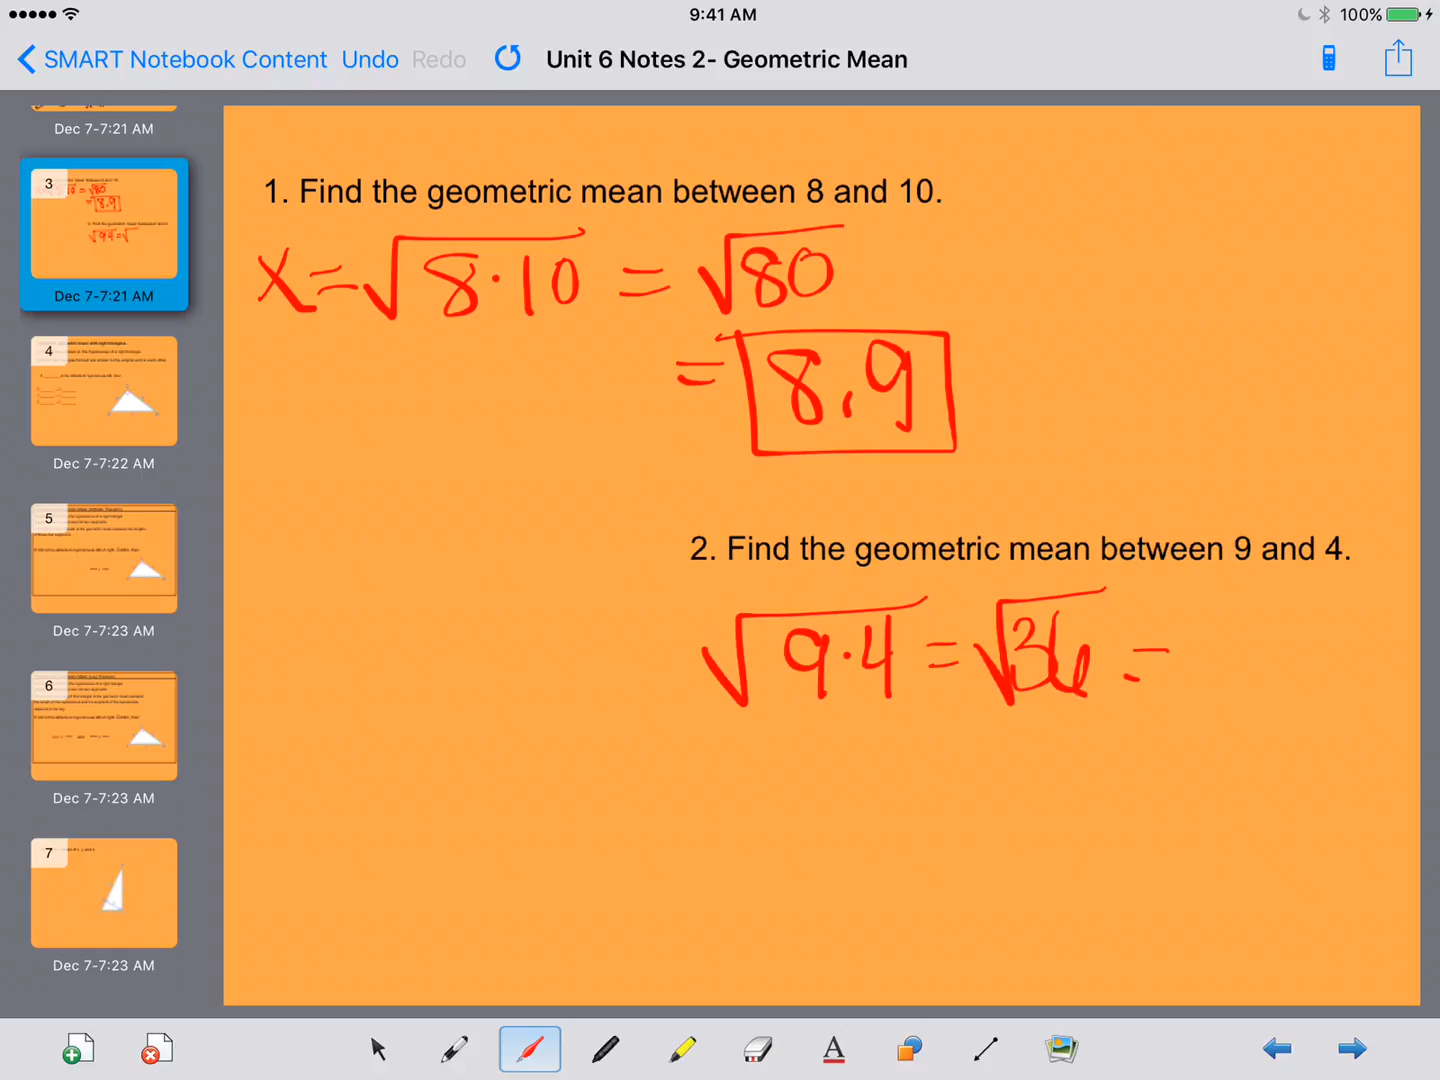 9:41 AM
100%
SMART Notebook Content Undo Redo Unit 6 Notes 2- Geometric Mean
Dec 7-7:21 AM
3
Dec 7-7:21 AM
4
Dec 7-7:22 AM
5
Dec 7-7:23 AM
6
Dec 7-7:23 AM
7
Dec 7-7:23 AM
1. Find the geometric mean between 8 and 10.
x=√8·10 = √80
= 8.9
2. Find the geometric mean between 9 and 4.
√9·4 = √36 =
A